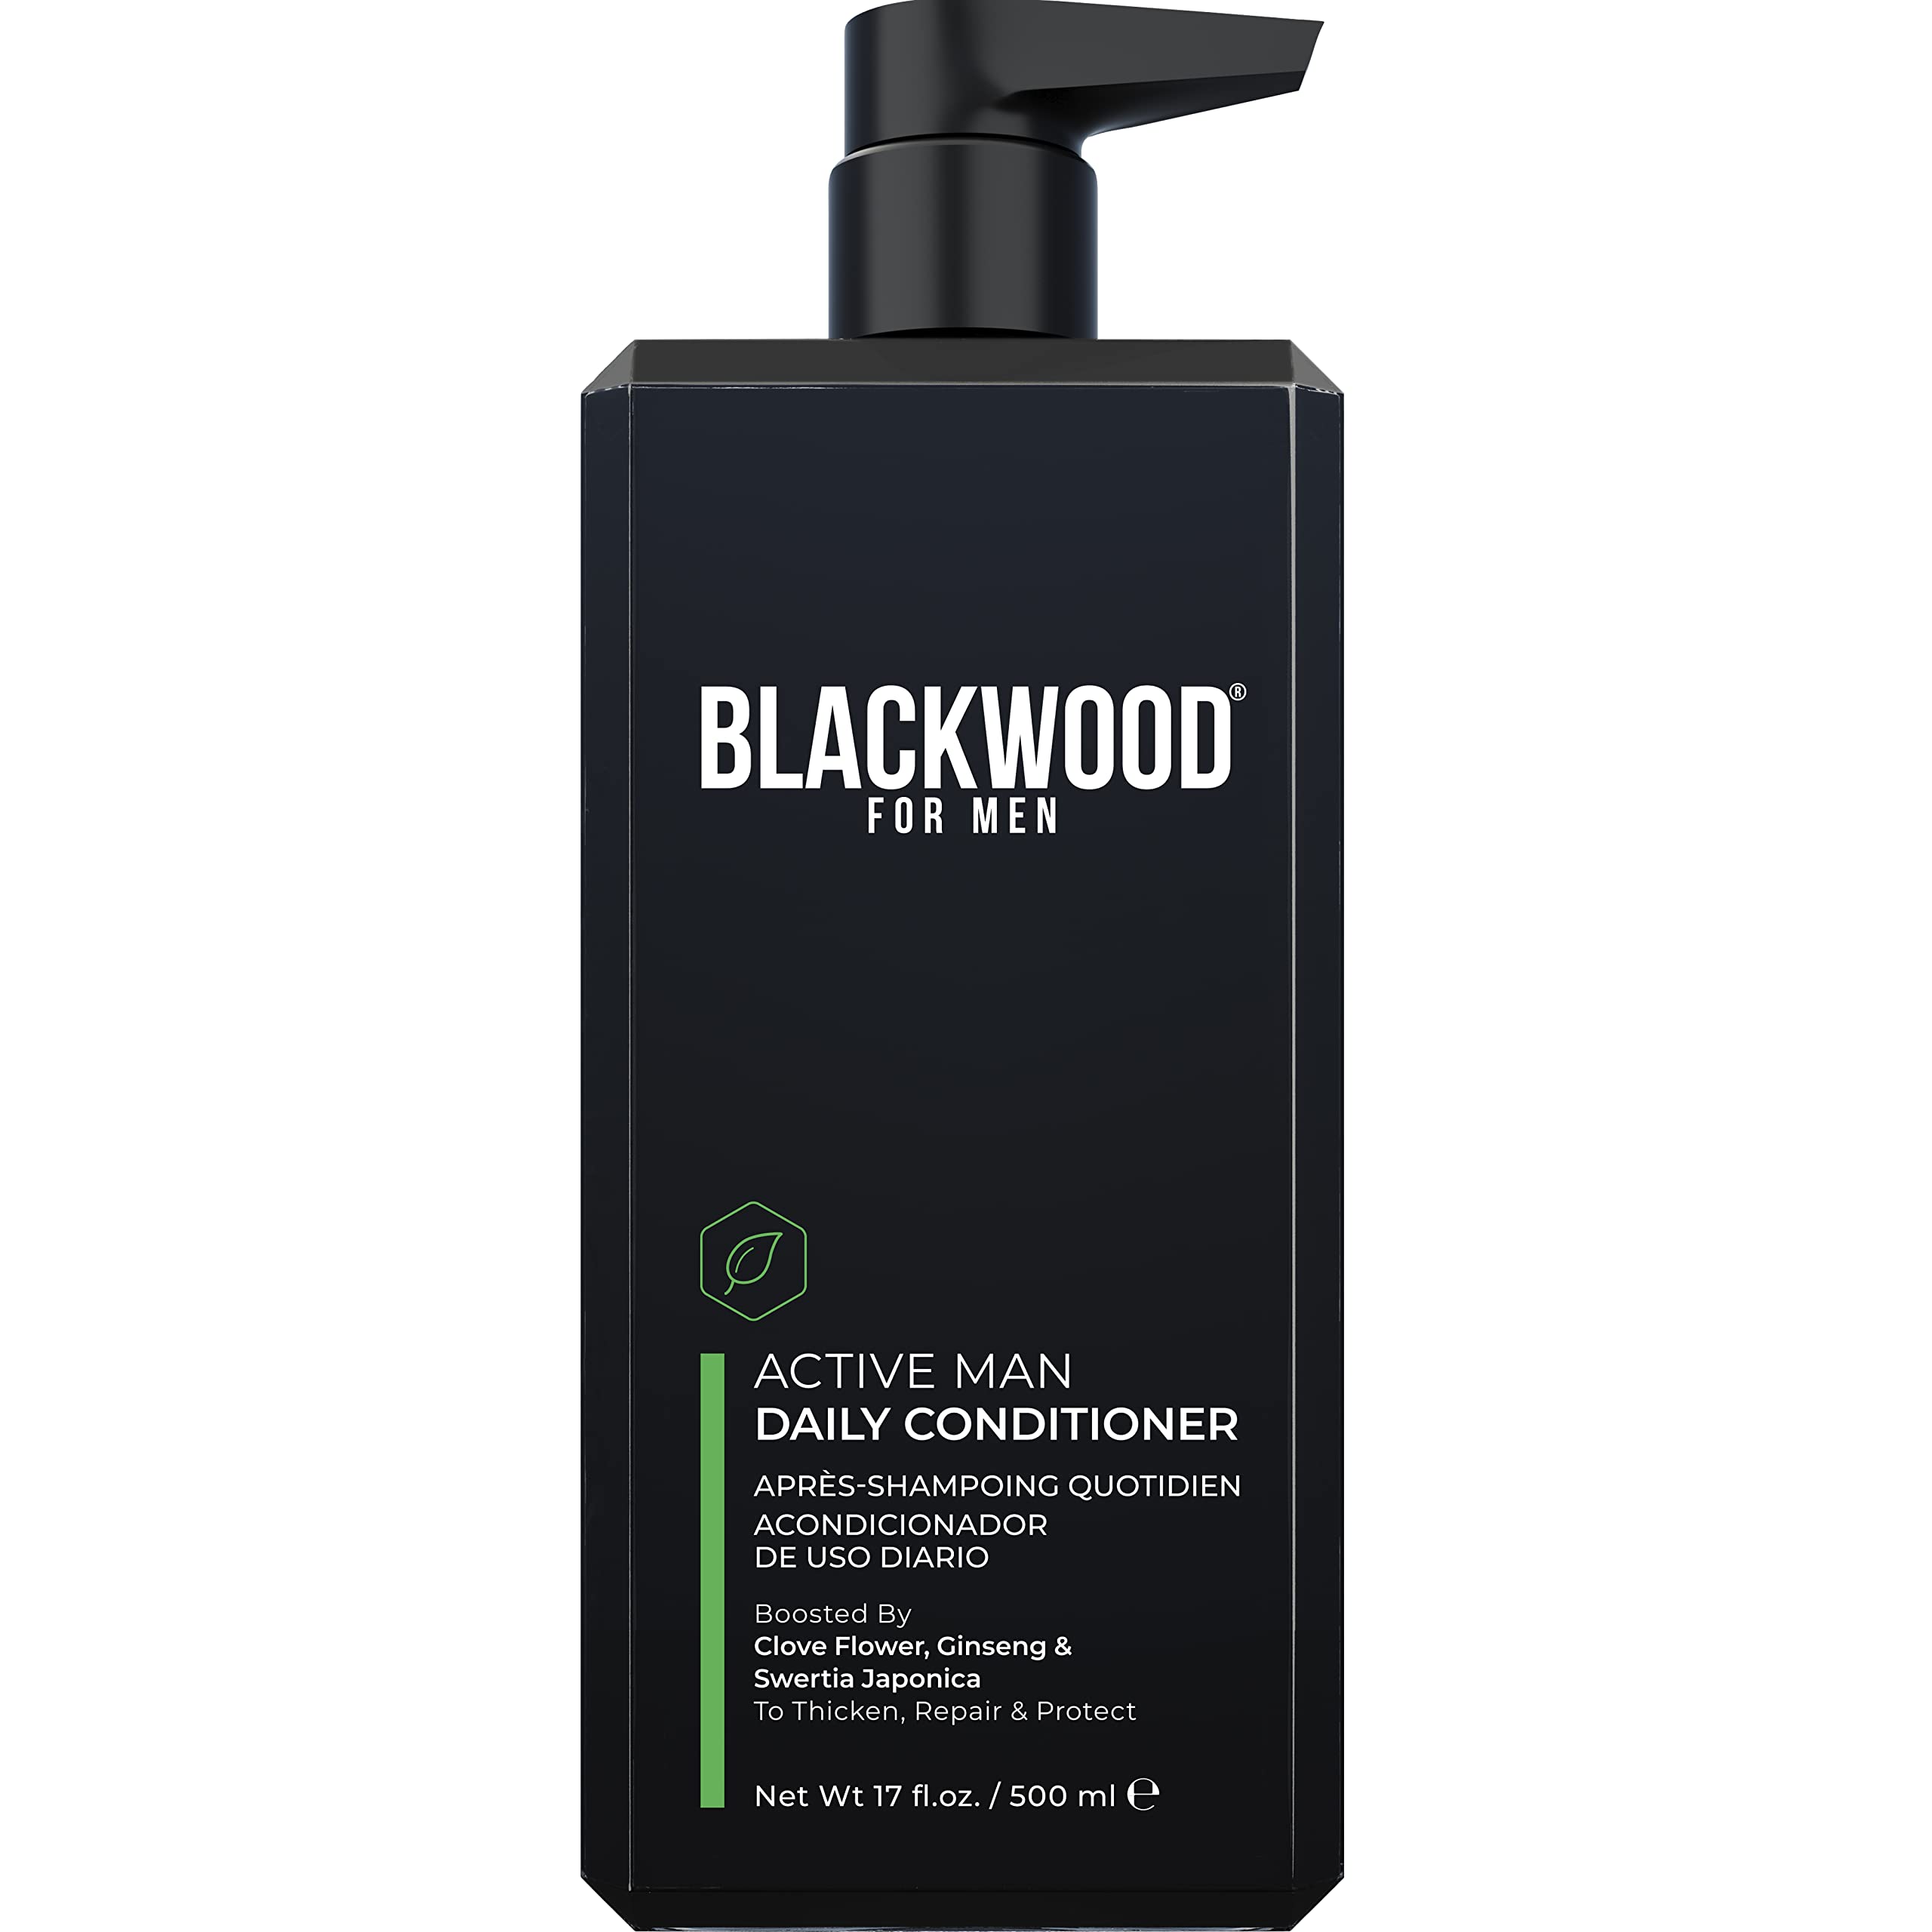 BLACKWOOD®
FOR MEN
ACTIVE MAN
DAILY CONDITIONER
APRÈS-SHAMPOING QUOTIDIEN
ACONDICIONADOR
DE USO DIARIO
Boosted By
Clove Flower, Ginseng &
Swertia Japonica
To Thicken, Repair & Protect
Net Wt 17 fl.oz. / 500 ml ℮